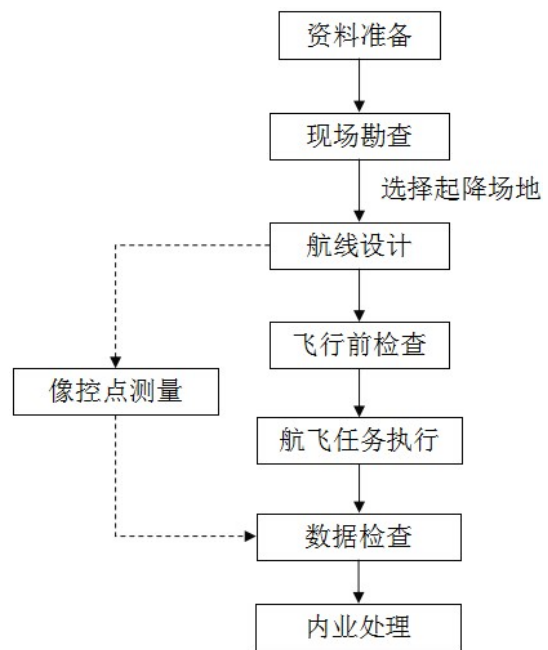 资料准备
现场勘查
选择起降场地
航线设计
飞行前检查
像控点测量
航飞任务执行
数据检查
内业处理